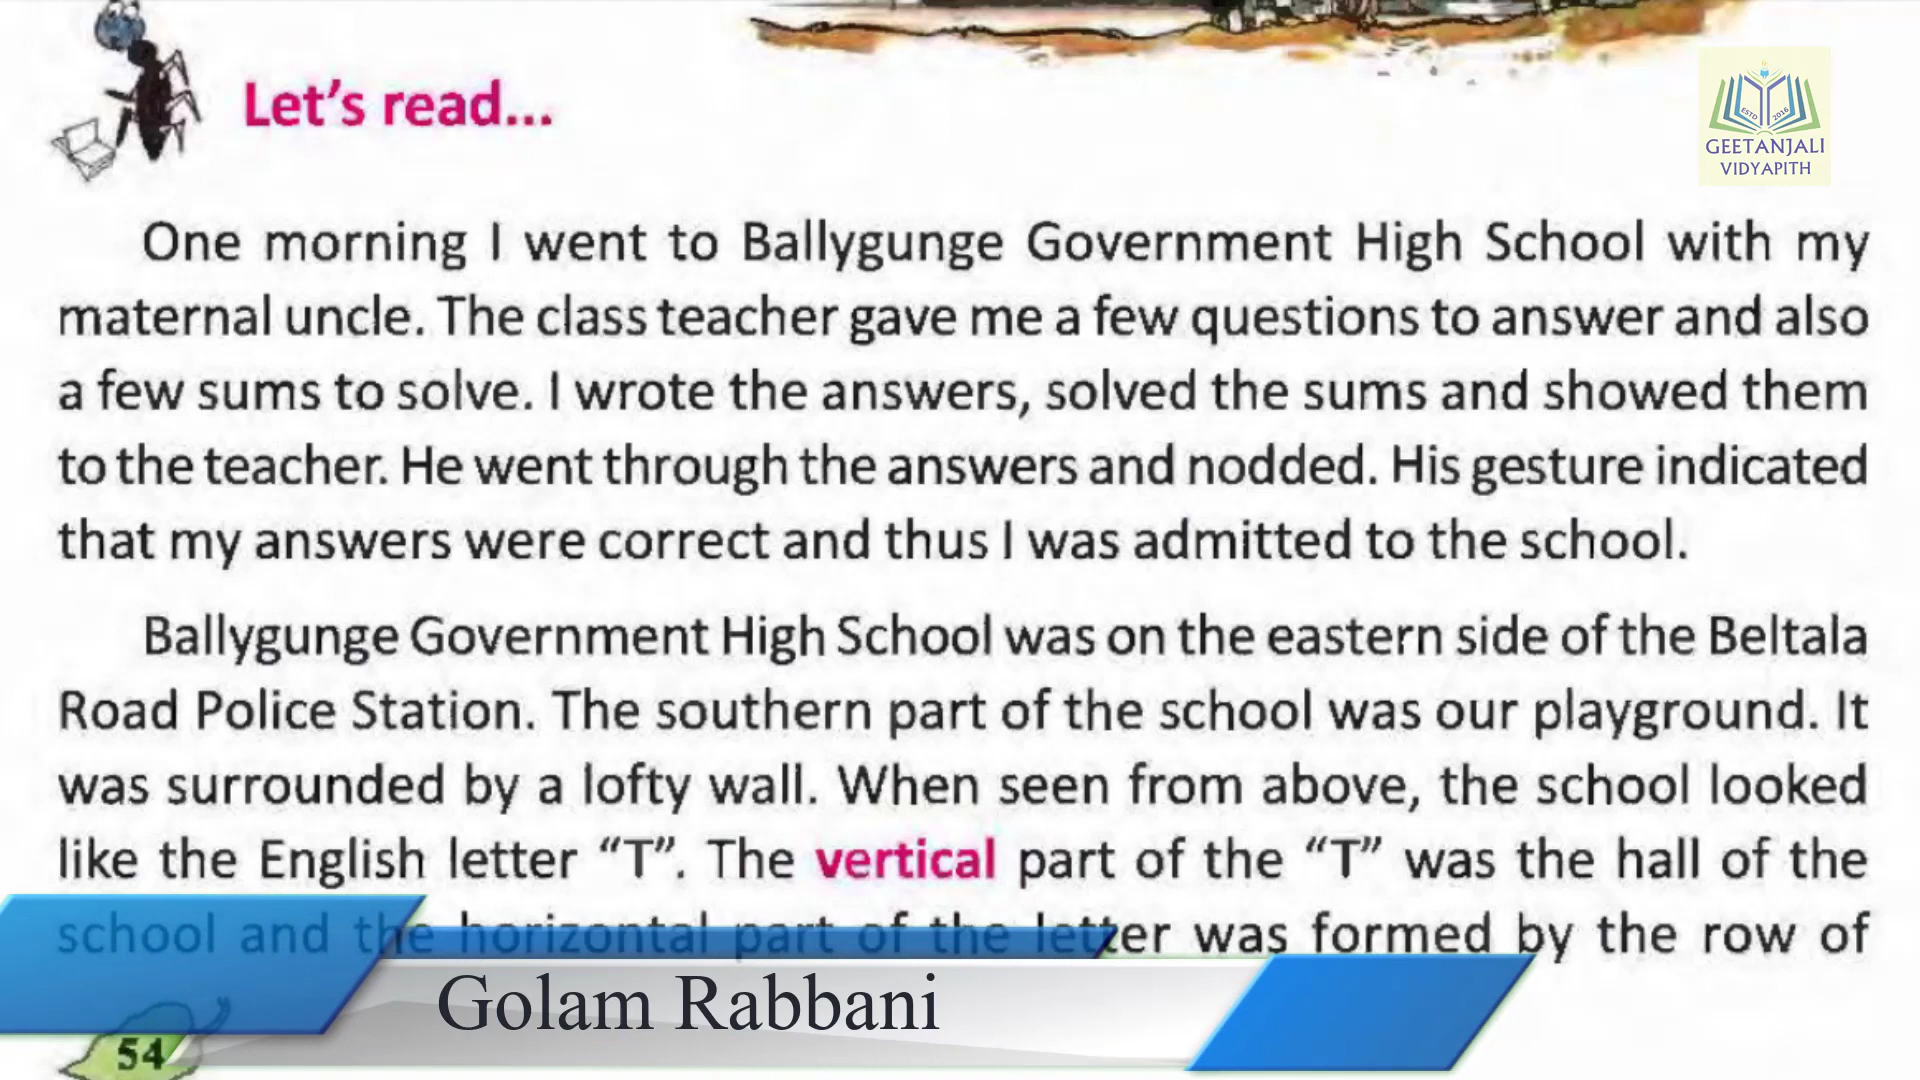 Let's read...
ESTD 2016
GEETANJALI
VIDYAPITH
One morning I went to Ballygunge Government High School with my
maternal uncle. The class teacher gave me a few questions to answer and also
a few sums to solve. I wrote the answers, solved the sums and showed them
to the teacher. He went through the answers and nodded. His gesture indicated
that my answers were correct and thus I was admitted to the school.
Ballygunge Government High School was on the eastern side of the Beltala
Road Police Station. The southern part of the school was our playground. It
was surrounded by a lofty wall. When seen from above, the school looked
like the English letter “T”. The vertical part of the “T” was the hall of the
school and the horizontal part of the letter was formed by the row of
Golam Rabbani
54